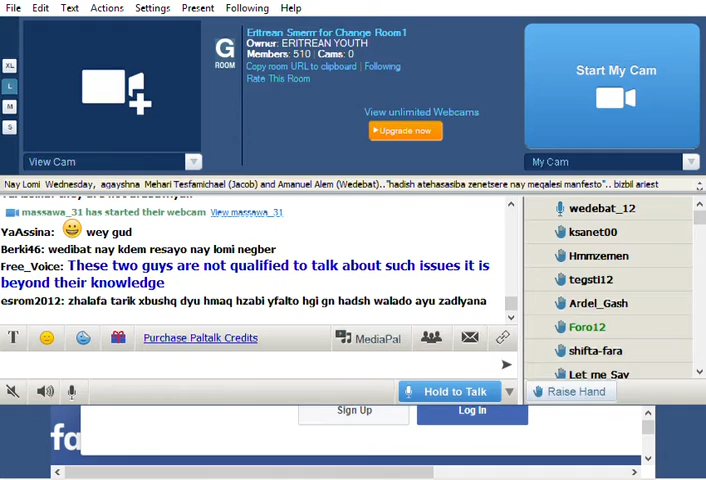 File Edit Text Actions Settings Present Following Help
XL
L
M
S
View Cam
G
ROOM
Eritrean Smerrr for Change Room1
Owner: ERITREAN YOUTH
Members: 510 | Cams: 0
Copy room URL to clipboard | Following
Rate This Room
View unlimited Webcams
Upgrade now
Start My Cam
My Cam
Nay Lomi Wednesday, agayshna Mehari Tesfamichael (Jacob) and Amanuel Alem (Wedebat).."hadish atehasasiba zenetsere nay meqalesi manfesto".. bizbil ariest
massawa_31 has started their webcam View massawa_31
YaAssina: wey gud
Berki46: wedibat nay kdem resayo nay lomi negber
Free_Voice: These two guys are not qualified to talk about such issues it is
beyond their knowledge
esrom2012: zhalafa tarik xbushq dyu hmaq hzabi yfalto hgi gn hadsh walado ayu zadlyana
wedebat_12
ksanet00
Hmmzemen
tegsti12
Ardel_Gash
Foro12
shifta-fara
Let me Say
T Purchase Paltalk Credits MediaPal
Hold to Talk
Raise Hand
Sign Up Log In
fa